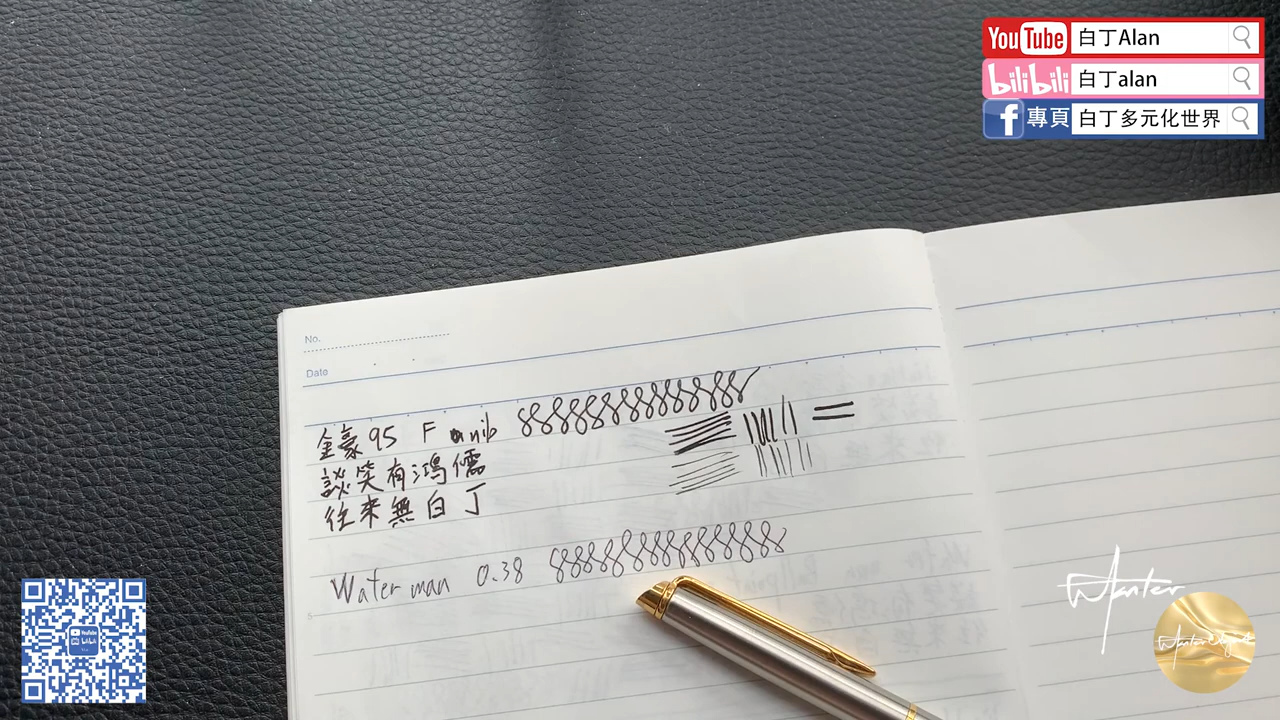 YouTube 白丁Alan
bilibili 白丁alan
f 專頁 白丁多元化世界
No.
Date
金豪 95 F nib
談笑有鴻儒
往來無白丁
Waterman 0.38
Wanter